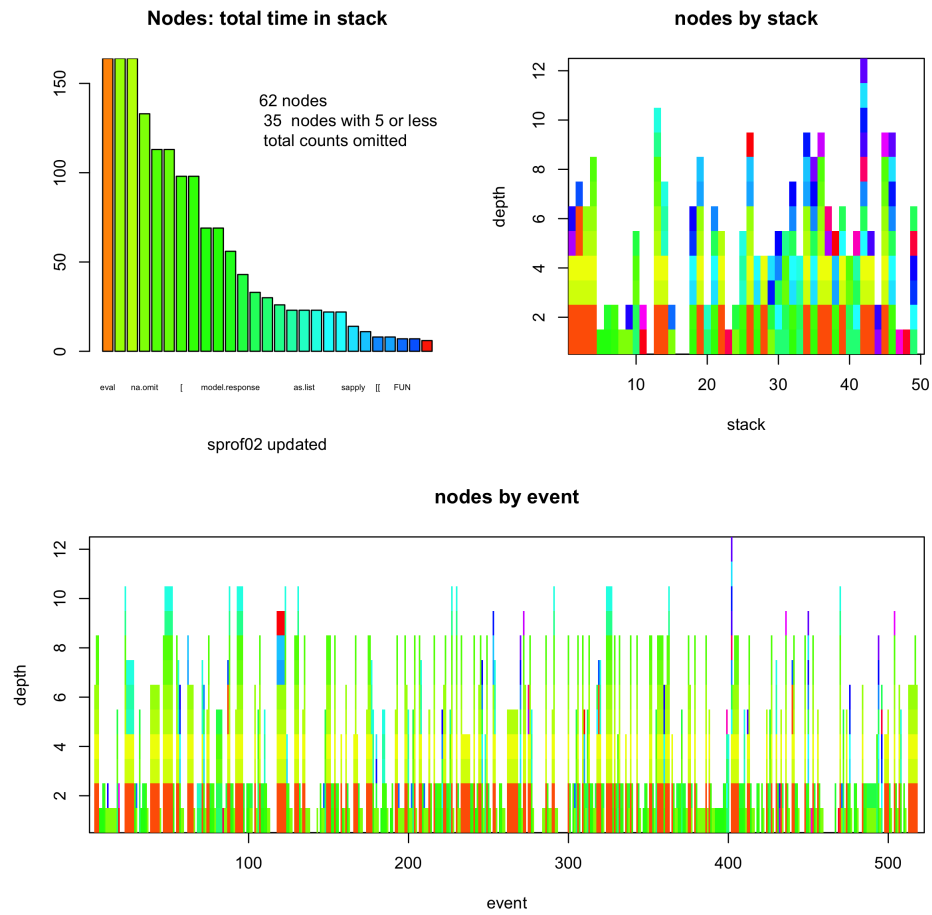 Nodes: total time in stack
150
100
50
0
62 nodes
35 nodes with 5 or less
total counts omitted
eval na.omit [ model.response as.list sapply [[ FUN
sprof02 updated
nodes by stack
12
10
8
6
4
2
depth
10 20 30 40 50
stack
nodes by event
12
10
8
6
4
2
depth
100 200 300 400 500
event